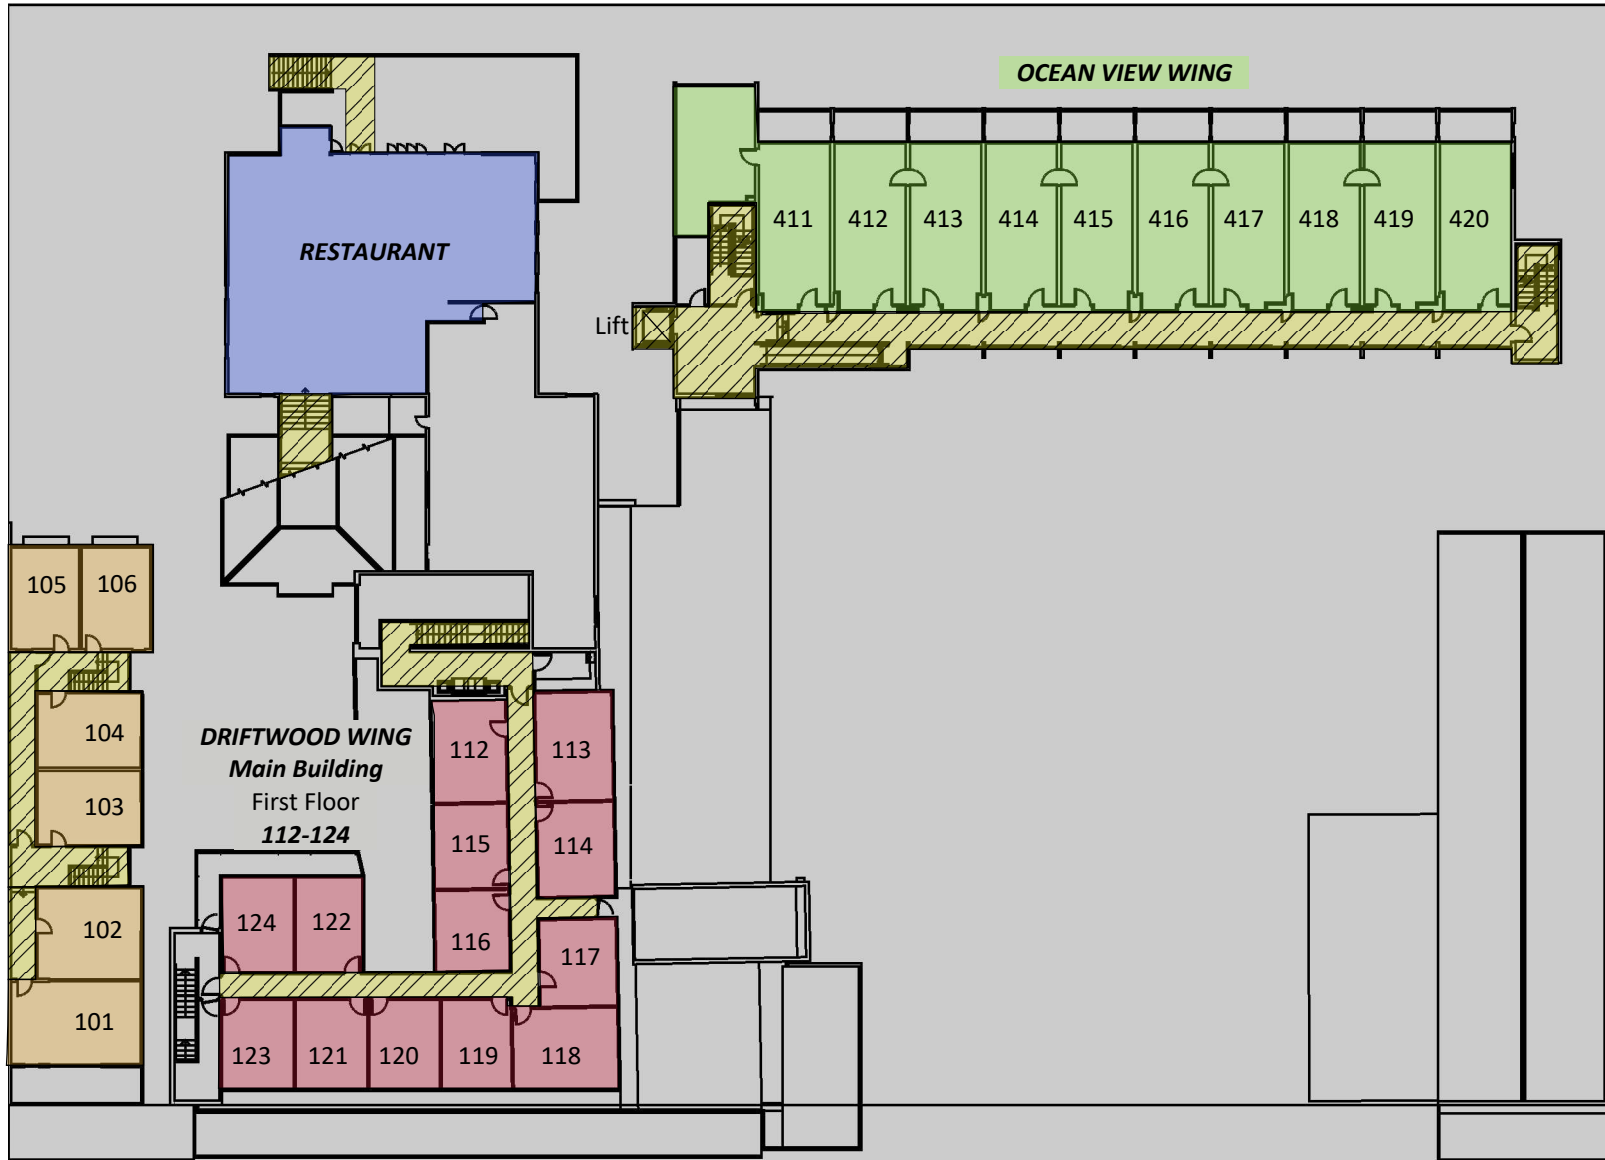 OCEAN VIEW WING
411 412 413 414 415 416 417 418 419 420
RESTAURANT
Lift
105 106
104
103
102
101
DRIFTWOOD WING
Main Building
First Floor
112-124
112 113
115 114
116 117
124 122
123 121 120 119 118